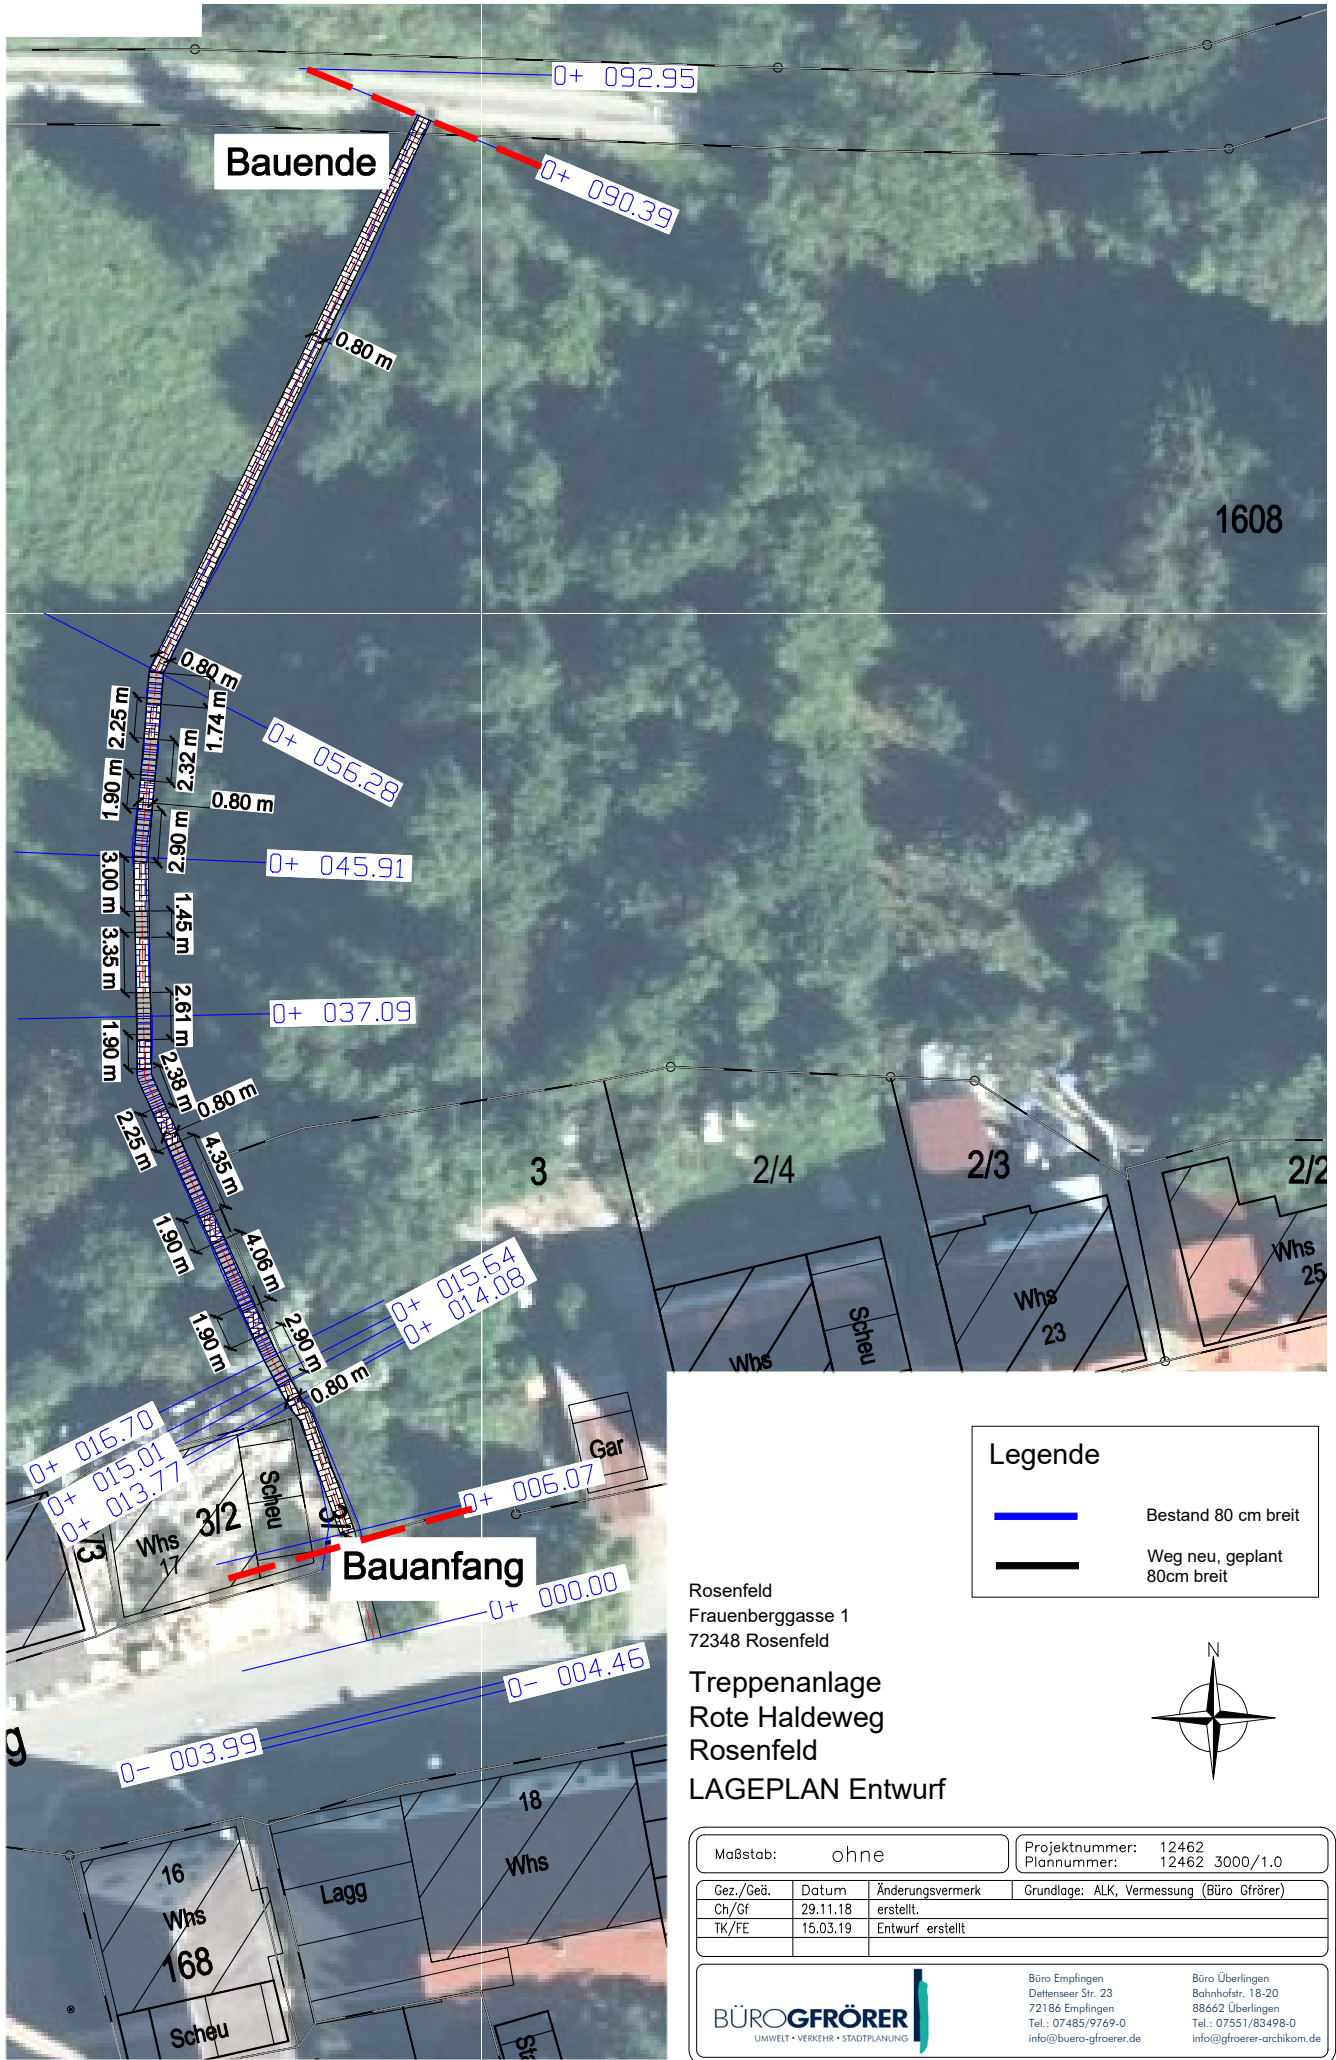 0+ 092.95
Bauende
0+ 090.39
0.80 m
1608
0.80 m
1.74 m
2.25 m
0+ 056.28
2.32 m
1.90 m
0.80 m
2.90 m
0+ 045.91
3.00 m
1.45 m
3.35 m
2.61 m
0+ 037.09
1.90 m
2.38 m
0.80 m
2.25 m
4.35 m
3
2/4
2/3
2/2
1.90 m
4.06 m
Whs
25
0+ 015.64
0+ 014.08
Whs
23
Scheu
Whs
1.90 m
2.90 m
0.80 m
0+ 016.70
0+ 015.01
0+ 013.77
Gar
Scheu
3/2
Whs
17
/3
3/
0+ 006.07
Bauanfang
0+ 000.00
0- 004.46
0- 003.99
g
18
Whs
16
Whs
168
Lagg
Scheu
Legende
Bestand 80 cm breit
Weg neu, geplant
80cm breit
Rosenfeld
Frauenberggasse 1
72348 Rosenfeld
N
Treppenanlage
Rote Haldeweg
Rosenfeld
LAGEPLAN Entwurf
Maßstab: ohne
Projektnummer: 12462
Plannummer: 12462 3000/1.0
Gez./Geä. Datum Änderungsvermerk Grundlage: ALK, Vermessung (Büro Gfrörer)
Ch/Gf 29.11.18 erstellt.
TK/FE 15.03.19 Entwurf erstellt
BÜROGFRÖRER
UMWELT • VERKEHR • STADTPLANUNG
Büro Empfingen
Dettenseer Str. 23
72186 Empfingen
Tel.: 07485/9769-0
info@buero-gfroerer.de
Büro Überlingen
Bahnhofstr. 18-20
88662 Überlingen
Tel.: 07551/83498-0
info@gfroerer-archikom.de